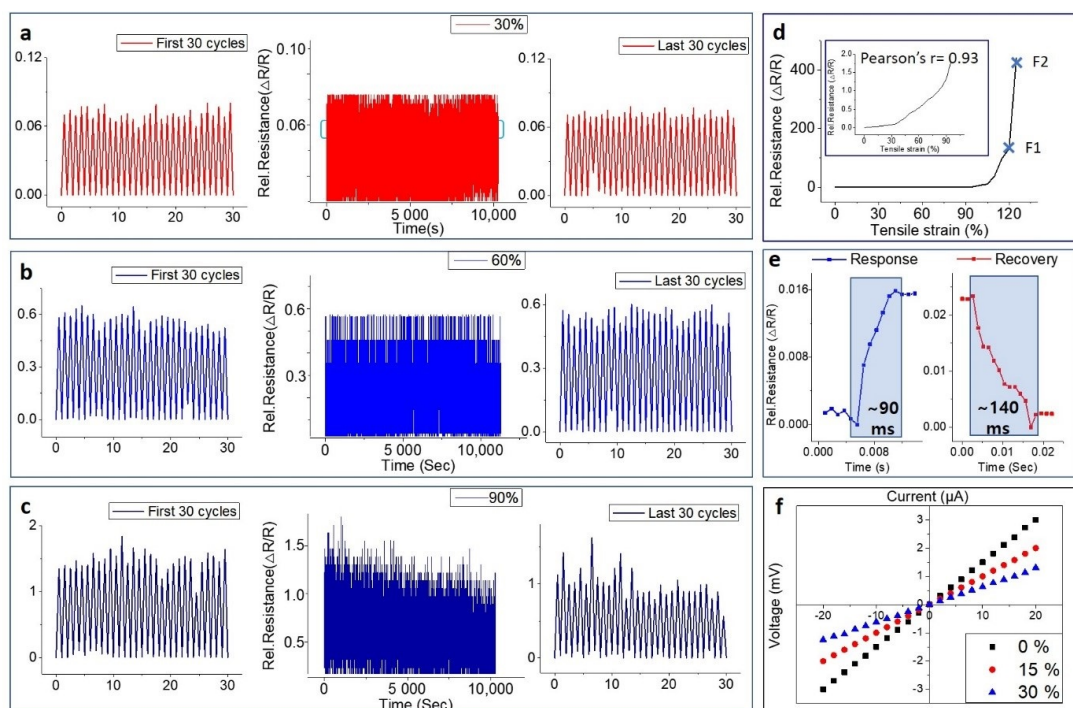 a
First 30 cycles
30%
Last 30 cycles
0.12
0.06
0.00
0 10 20 30
Rel.Resistance(△R/R)
0.10
0.06
0 5 000 10,000
Time(s)
0.12
0.06
0.00
0 10 20 30
b
First 30 cycles
60%
Last 30 cycles
0.6
0.3
0.0
0 10 20 30
Rel.Resistance(△R/R)
0.6
0.3
0 5 000 10,000
Time (Sec)
0.6
0.3
0.0
0 10 20 30
c
First 30 cycles
90%
Last 30 cycles
2
1
0
0 10 20 30
Rel.Resistance(△R/R)
1.5
1.0
0.5
0 5 000 10,000
Time (Sec)
1
0
0 10 20 30
d
Rel.Resistance (△R/R)
400
200
0
0 30 60 90 120
Tensile strain (%)
F2
F1
Pearson's r= 0.93
Rel.Resistance (△R/R)
2.0
1.5
1.0
0.5
0.0
0 30 60 90
Tensile strain (%)
e
Response
Recovery
Rel.Resistance (△R/R)
0.016
0.008
0.000
~90
ms
0.000 0.008
Time (s)
0.02
0.01
0.00
~140
ms
0.00 0.01 0.02
Time (Sec)
f
Current (µA)
Voltage (mV)
3
2
1
-20 -10 0 10 20
-1
-2
-3
0 %
15 %
30 %